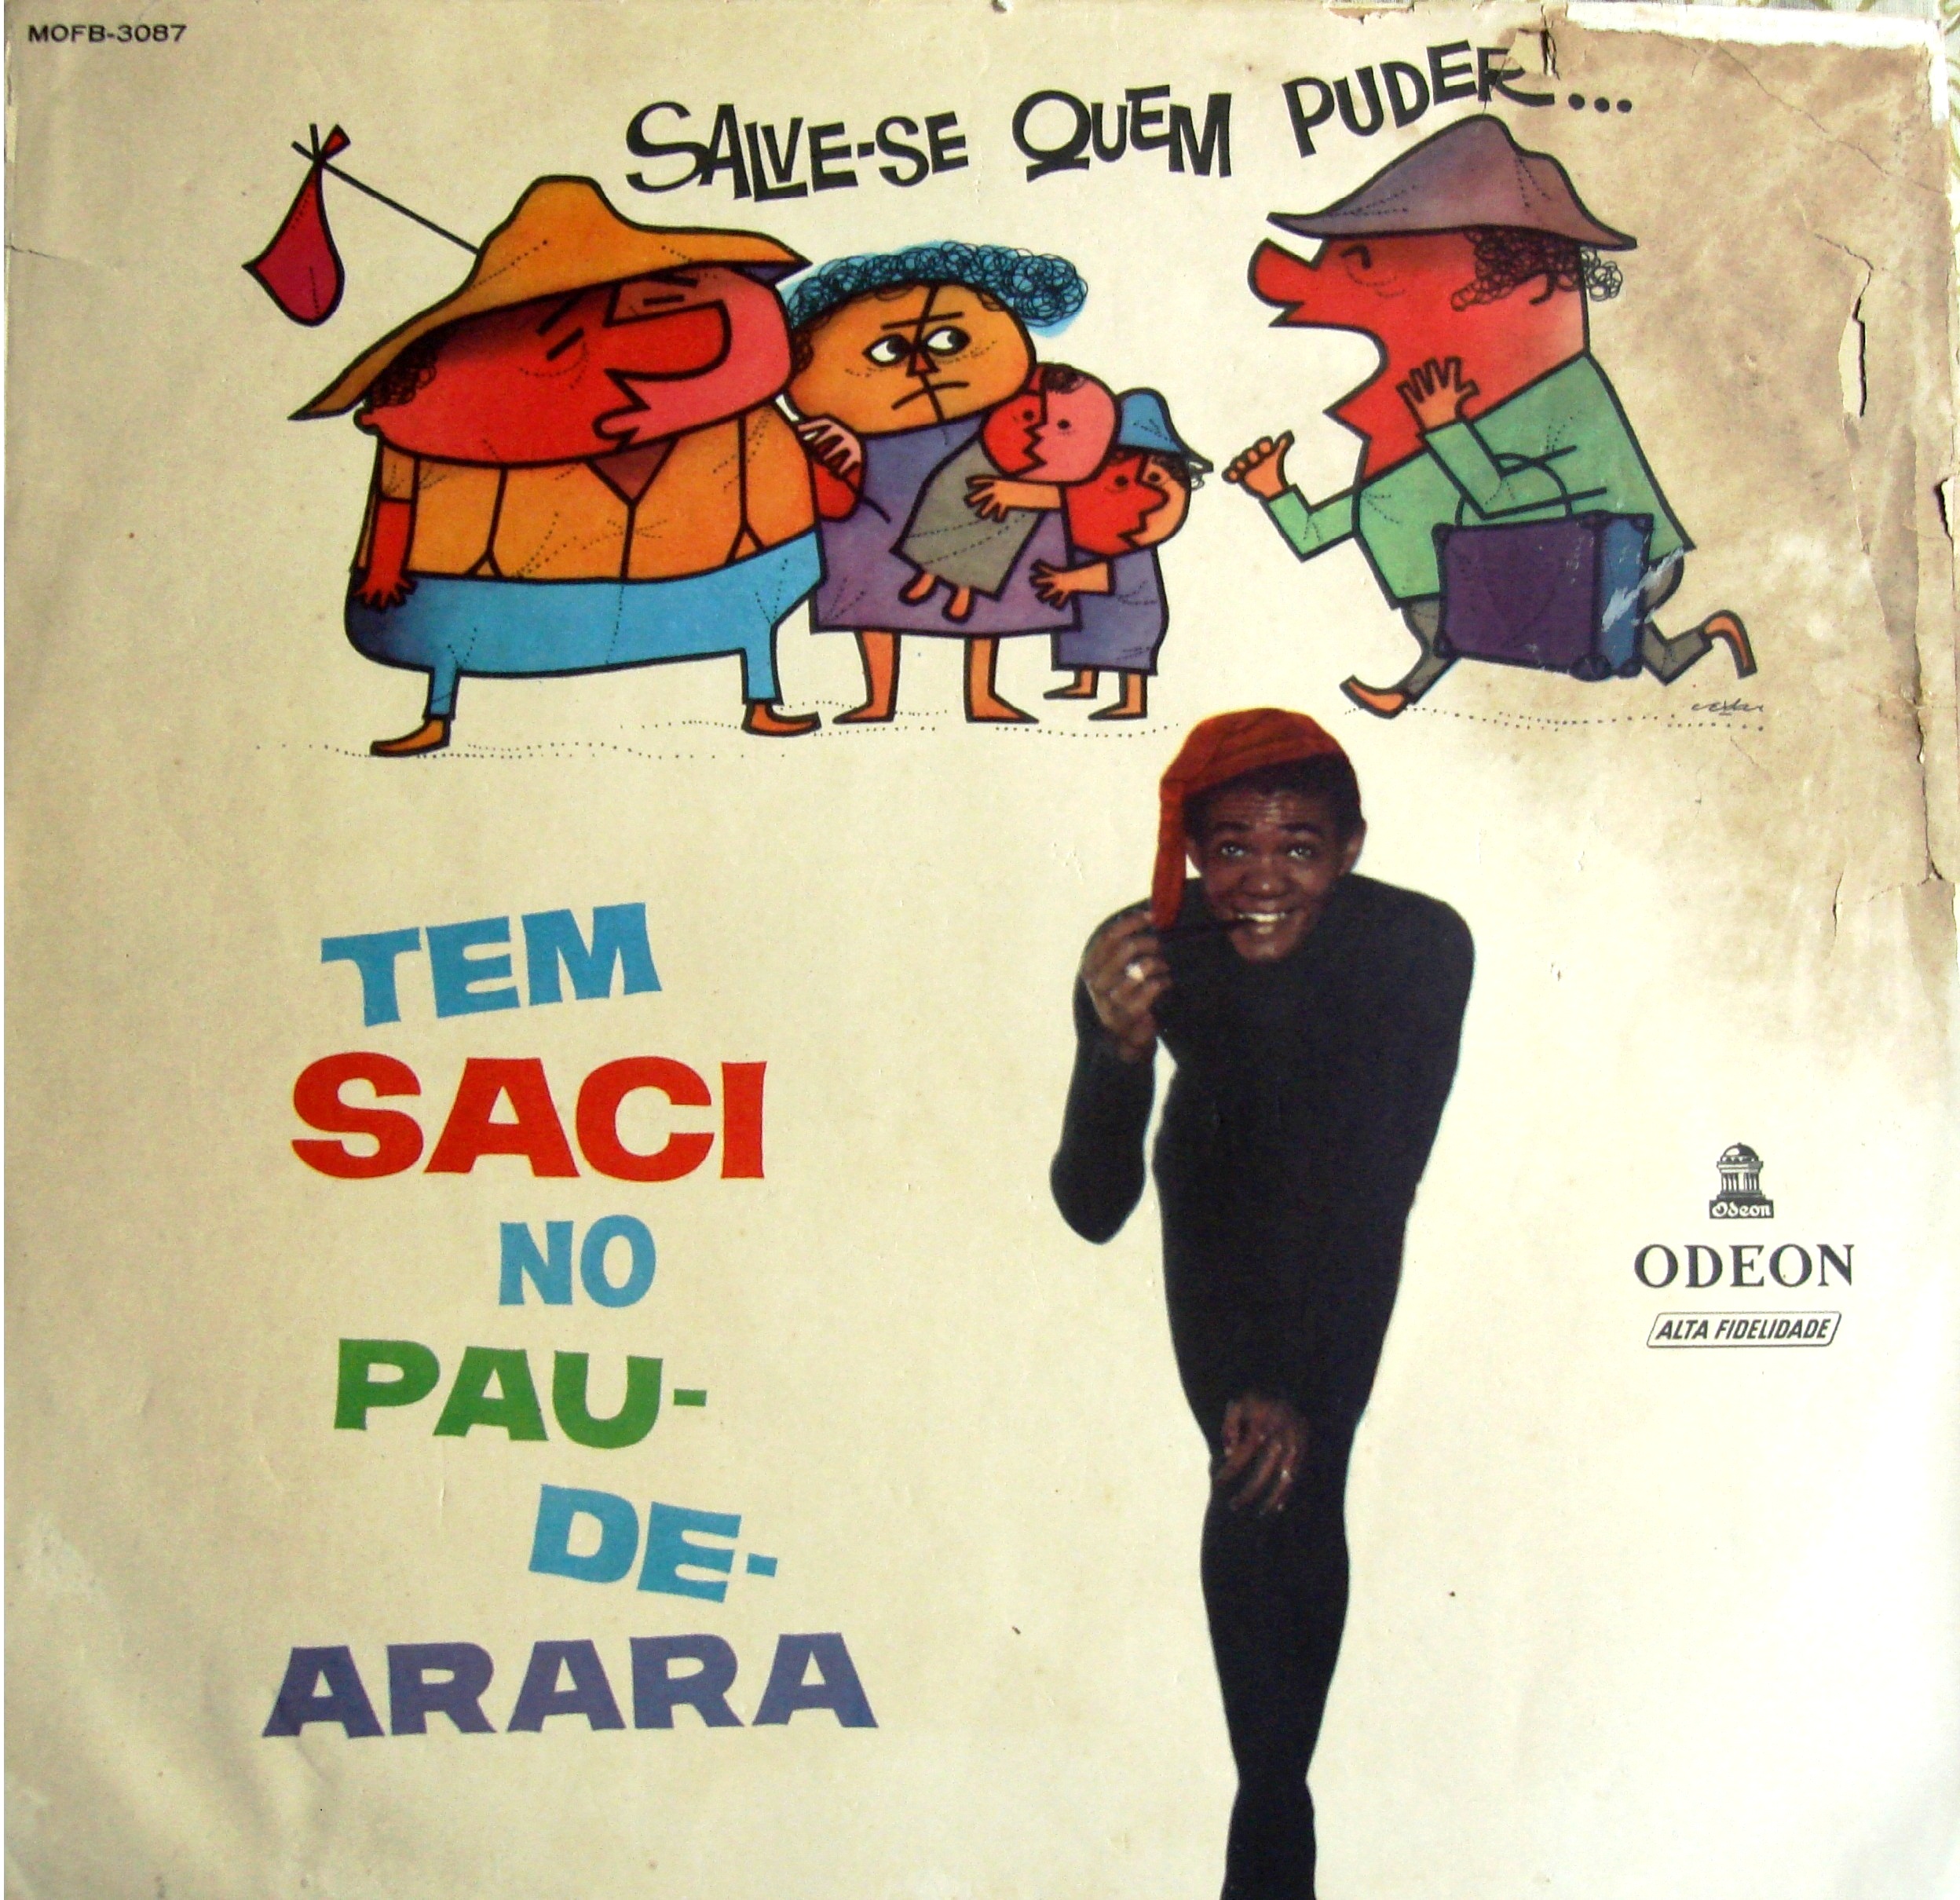 MOFB-3087
SALVE-SE QUEM PUDER...
TEM
SACI
NO
PAU-
DE-
ARARA
Odeon
ODEON
ALTA FIDELIDADE